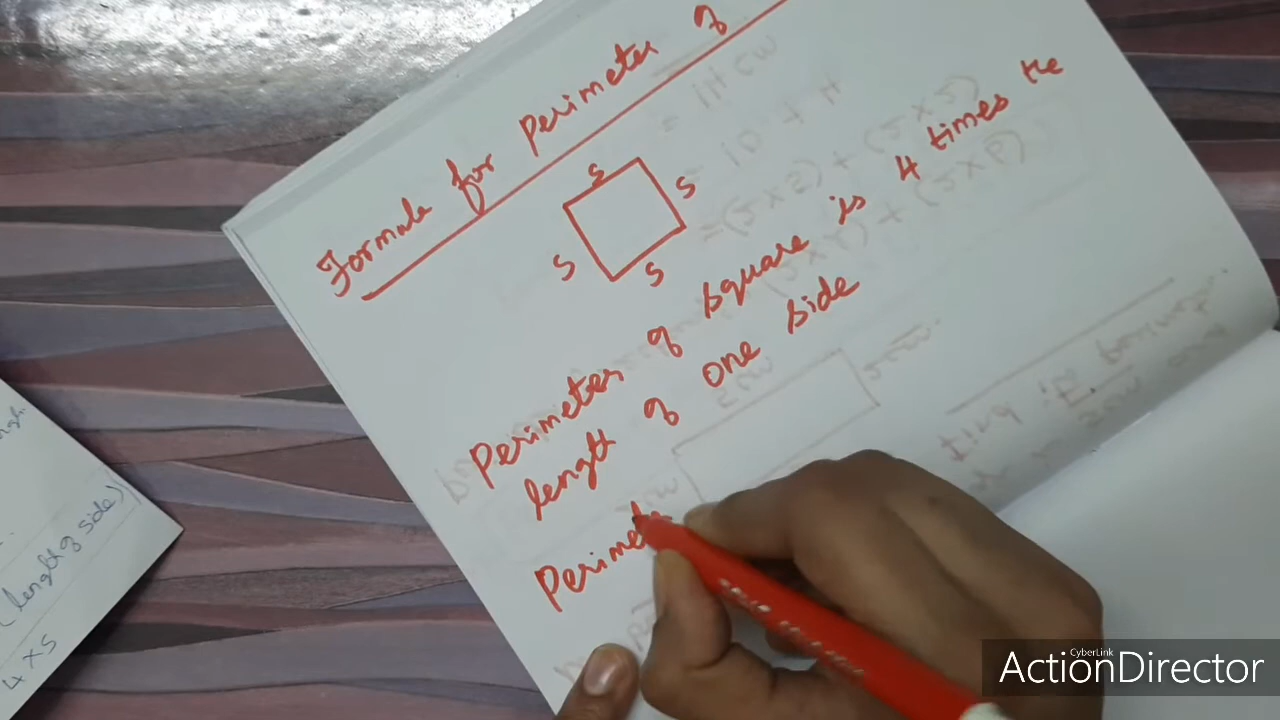 Formula for Perimeter of
s
s
s
s
Perimeter of square is 4 times the
length of one side
Perimete
(length of side)
4 x s
CyberLink
ActionDirector